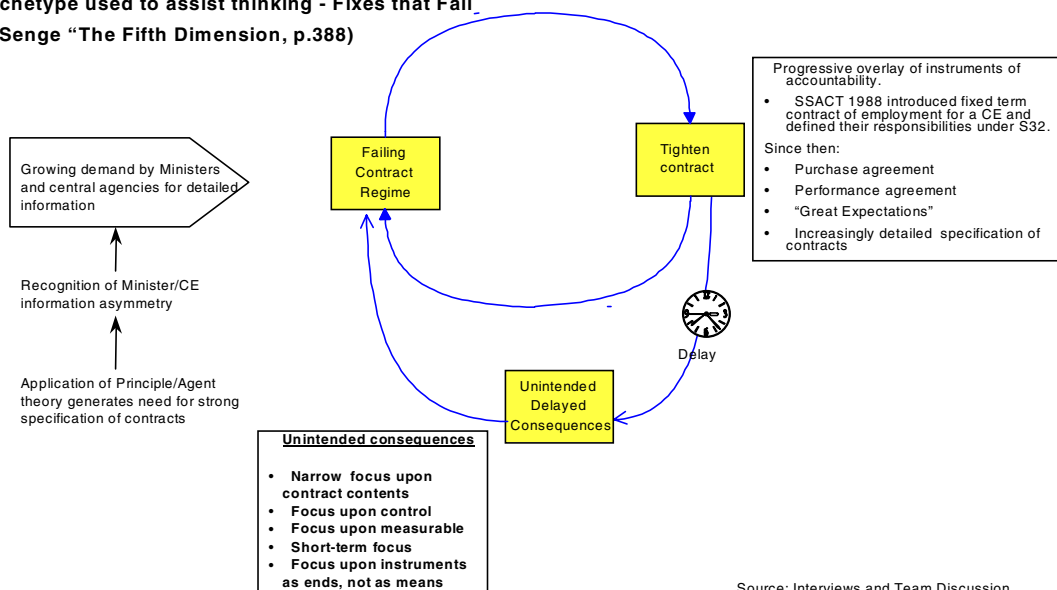 chetype used to assist thinking - Fixes that Fail
Senge “The Fifth Dimension, p.388)
Growing demand by Ministers
and central agencies for detailed
information
Recognition of Minister/CE
information asymmetry
Application of Principle/Agent
theory generates need for strong
specification of contracts
Failing
Contract
Regime
Tighten
contract
Delay
Unintended
Delayed
Consequences
Progressive overlay of instruments of
accountability.
• SSACT 1988 introduced fixed term
contract of employment for a CE and
defined their responsibilities under S32.
Since then:
• Purchase agreement
• Performance agreement
• “Great Expectations”
• Increasingly detailed specification of
contracts
Unintended consequences
• Narrow focus upon
contract contents
• Focus upon control
• Focus upon measurable
• Short-term focus
• Focus upon instruments
as ends, not as means
Source: Interviews and Team Discussion